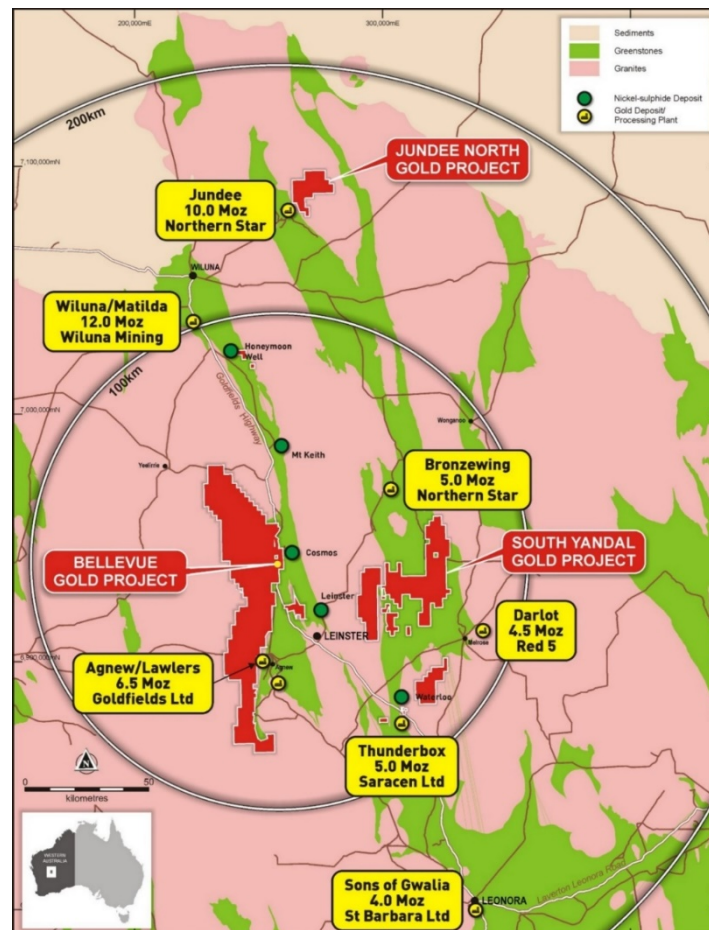 200,000mE
300,000mE
Sediments
Greenstones
Granites
Nickel-sulphide Deposit
Gold Deposit/
Processing Plant
200km
7,100,000mN
JUNDEE NORTH
GOLD PROJECT
Jundee
10.0 Moz
Northern Star
WILUNA
Wiluna/Matilda
12.0 Moz
Wiluna Mining
Honeymoon
Well
100km
Goldfields Highway
7,000,000mN
Wonganoo
Mt Keith
Yeelirrie
Bronzewing
5.0 Moz
Northern Star
BELLEVUE
GOLD PROJECT
Cosmos
SOUTH YANDAL
GOLD PROJECT
Leinster
LEINSTER
Darlot
4.5 Moz
Red 5
Melrose
6,900,000mN
Agnew/Lawlers
6.5 Moz
Goldfields Ltd
Agnew
Waterloo
Thunderbox
5.0 Moz
Saracen Ltd
0
50
kilometres
WESTERN
AUSTRALIA
Sons of Gwalia
4.0 Moz
St Barbara Ltd
LEONORA
Laverton Leonora Road